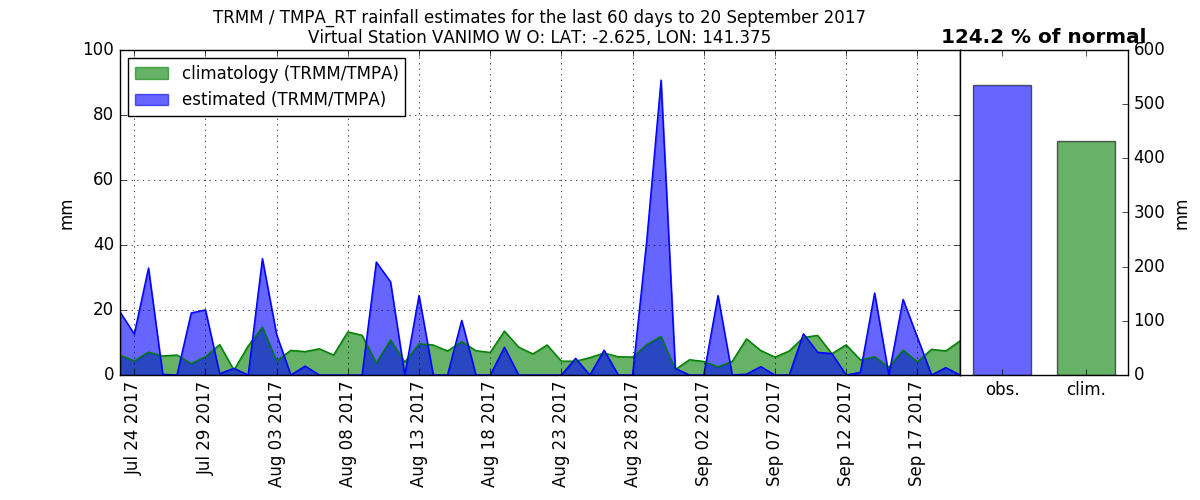 TRMM / TMPA_RT rainfall estimates for the last 60 days to 20 September 2017
Virtual Station VANIMO W O: LAT: -2.625, LON: 141.375
124.2 % of normal
climatology (TRMM/TMPA)
estimated (TRMM/TMPA)
100
80
60
40
20
0
mm
Jul 24 2017
Jul 29 2017
Aug 03 2017
Aug 08 2017
Aug 13 2017
Aug 18 2017
Aug 23 2017
Aug 28 2017
Sep 02 2017
Sep 07 2017
Sep 12 2017
Sep 17 2017
600
500
400
300
200
100
0
mm
obs.
clim.